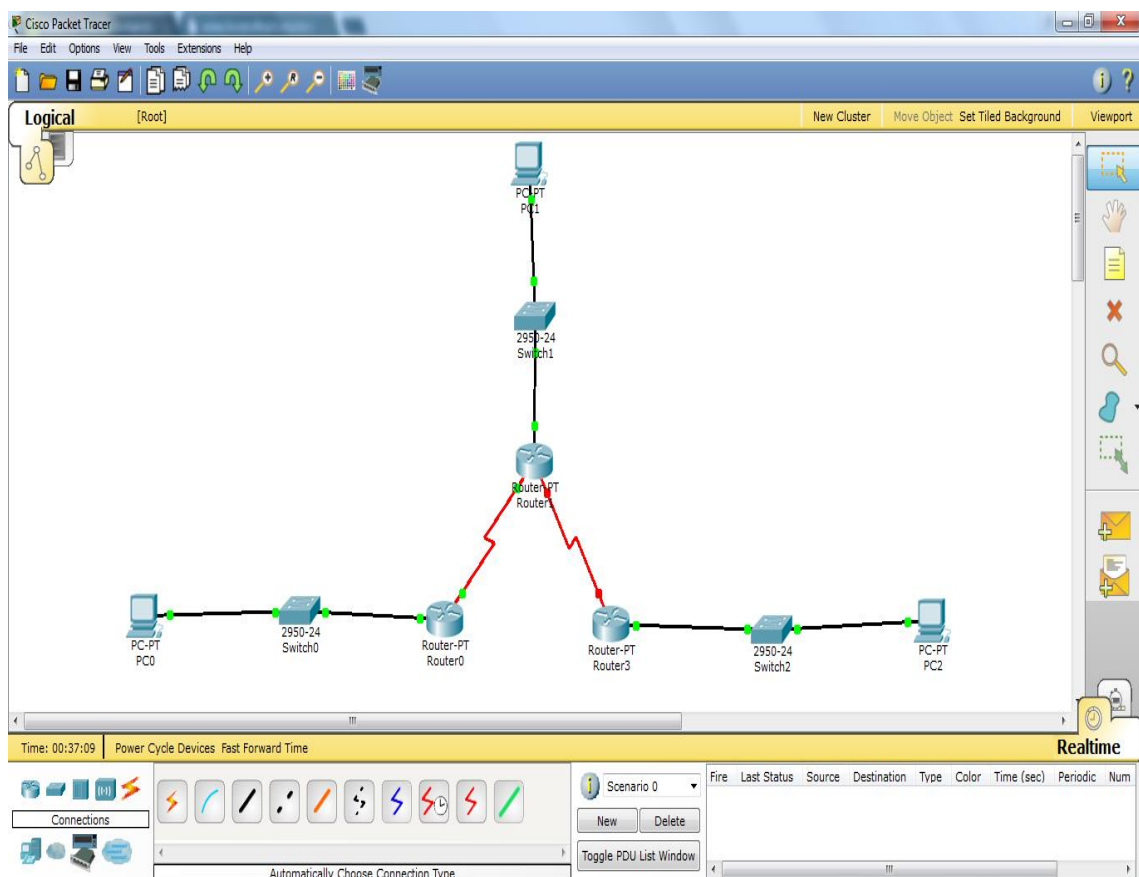 Cisco Packet Tracer
File Edit Options View Tools Extensions Help
Logical [Root] New Cluster Move Object Set Tiled Background Viewport
PC-PT
PC1
2950-24
Switch1
Router-PT
Router1
PC-PT
PC0
2950-24
Switch0
Router-PT
Router0
Router-PT
Router3
2950-24
Switch2
PC-PT
PC2
Time: 00:37:09 Power Cycle Devices Fast Forward Time Realtime
Connections
Automatically Choose Connection Type
Scenario 0
New Delete
Toggle PDU List Window
Fire Last Status Source Destination Type Color Time (sec) Periodic Num